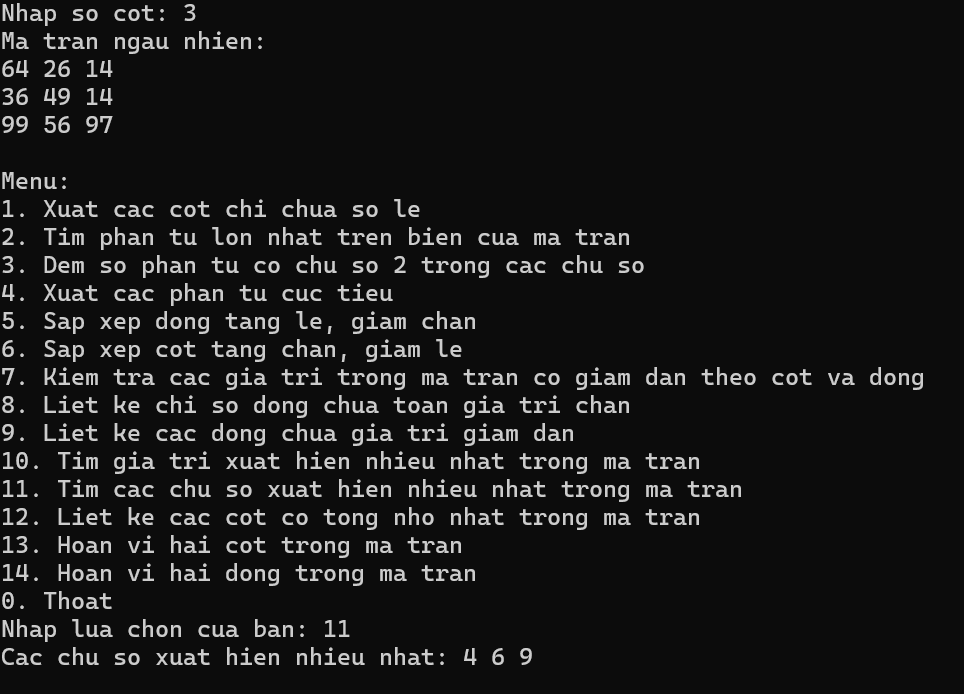 Nhap so cot: 3
Ma tran ngau nhien:
64 26 14
36 49 14
99 56 97
Menu:
1. Xuat cac cot chi chua so le
2. Tim phan tu lon nhat tren bien cua ma tran
3. Dem so phan tu co chu so 2 trong cac chu so
4. Xuat cac phan tu cuc tieu
5. Sap xep dong tang le, giam chan
6. Sap xep cot tang chan, giam le
7. Kiem tra cac gia tri trong ma tran co giam dan theo cot va dong
8. Liet ke chi so dong chua toan gia tri chan
9. Liet ke cac dong chua gia tri giam dan
10. Tim gia tri xuat hien nhieu nhat trong ma tran
11. Tim cac chu so xuat hien nhieu nhat trong ma tran
12. Liet ke cac cot co tong nho nhat trong ma tran
13. Hoan vi hai cot trong ma tran
14. Hoan vi hai dong trong ma tran
0. Thoat
Nhap lua chon cua ban: 11
Cac chu so xuat hien nhieu nhat: 4 6 9